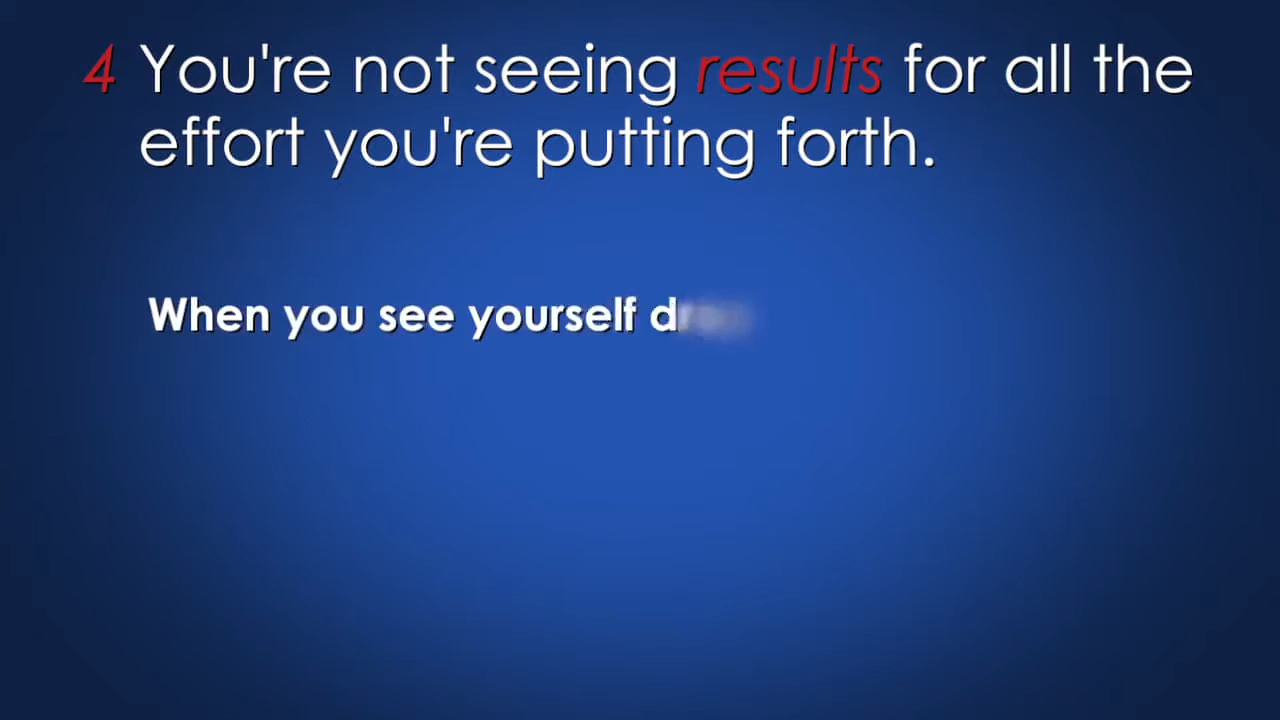 4 You're not seeing results for all the
effort you're putting forth.
When you see yourself